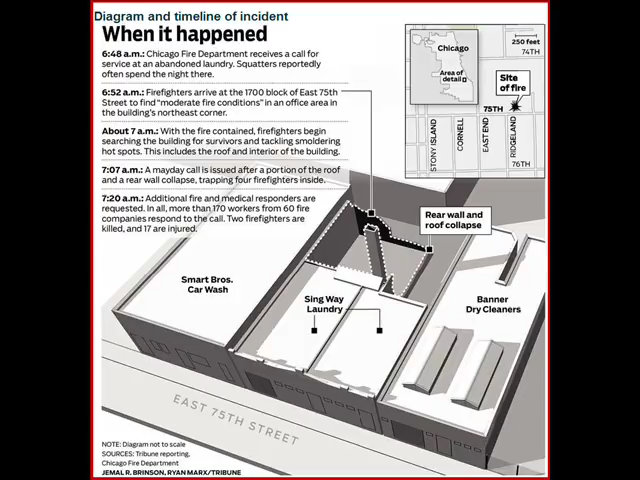 Diagram and timeline of incident
When it happened
6:48 a.m.: Chicago Fire Department receives a call for
service at an abandoned laundry. Squatters reportedly
often spend the night there.
6:52 a.m.: Firefighters arrive at the 1700 block of East 75th
Street to find “moderate fire conditions” in an office area in
the building's northeast corner.
About 7 a.m.: With the fire contained, firefighters begin
searching the building for survivors and tackling smoldering
hot spots. This includes the roof and interior of the building.
7:07 a.m.: A mayday call is issued after a portion of the roof
and a rear wall collapse, trapping four firefighters inside.
7:20 a.m.: Additional fire and medical responders are
requested. In all, more than 170 workers from 60 fire
companies respond to the call. Two firefighters are
killed, and 17 are injured.
Chicago
Area of
detail
250 feet
74TH
Site
of fire
75TH
STONY ISLAND
CORNELL
EAST END
RIDGELAND
76TH
Rear wall and
roof collapse
Smart Bros.
Car Wash
Sing Way
Laundry
Banner
Dry Cleaners
EAST 75TH STREET
NOTE: Diagram not to scale
SOURCES: Tribune reporting,
Chicago Fire Department
JEMAL R. BRINSON, RYAN MARX/TRIBUNE